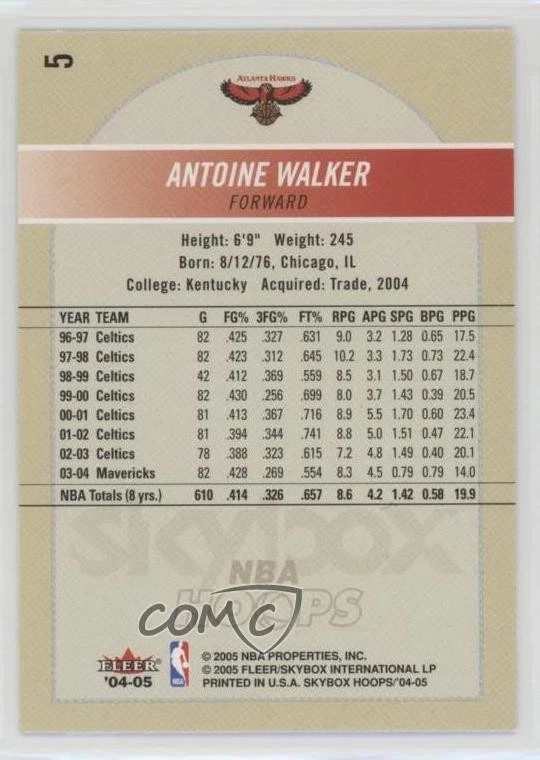 5
ATLANTA HAWKS
ANTOINE WALKER
FORWARD
Height: 6'9" Weight: 245
Born: 8/12/76, Chicago, IL
College: Kentucky Acquired: Trade, 2004
YEAR TEAM G FG% 3FG% FT% RPG APG SPG BPG PPG
96-97 Celtics 82 .425 .327 .631 9.0 3.2 1.28 0.65 17.5
97-98 Celtics 82 .423 .312 .645 10.2 3.3 1.73 0.73 22.4
98-99 Celtics 42 .412 .369 .559 8.5 3.1 1.50 0.67 18.7
99-00 Celtics 82 .430 .256 .699 8.0 3.7 1.43 0.39 20.5
00-01 Celtics 81 .413 .367 .716 8.9 5.5 1.70 0.60 23.4
01-02 Celtics 81 .394 .344 .741 8.8 5.0 1.51 0.47 22.1
02-03 Celtics 78 .388 .323 .615 7.2 4.8 1.49 0.40 20.1
03-04 Mavericks 82 .428 .269 .554 8.3 4.5 0.79 0.79 14.0
NBA Totals (8 yrs.) 610 .414 .326 .657 8.6 4.2 1.42 0.58 19.9
SKYBOX
NBA
HOOPS
COMC
FLEER
'04-05
NBA
© 2005 NBA PROPERTIES, INC.
© 2005 FLEER/SKYBOX INTERNATIONAL LP
PRINTED IN U.S.A. SKYBOX HOOPS/'04-05